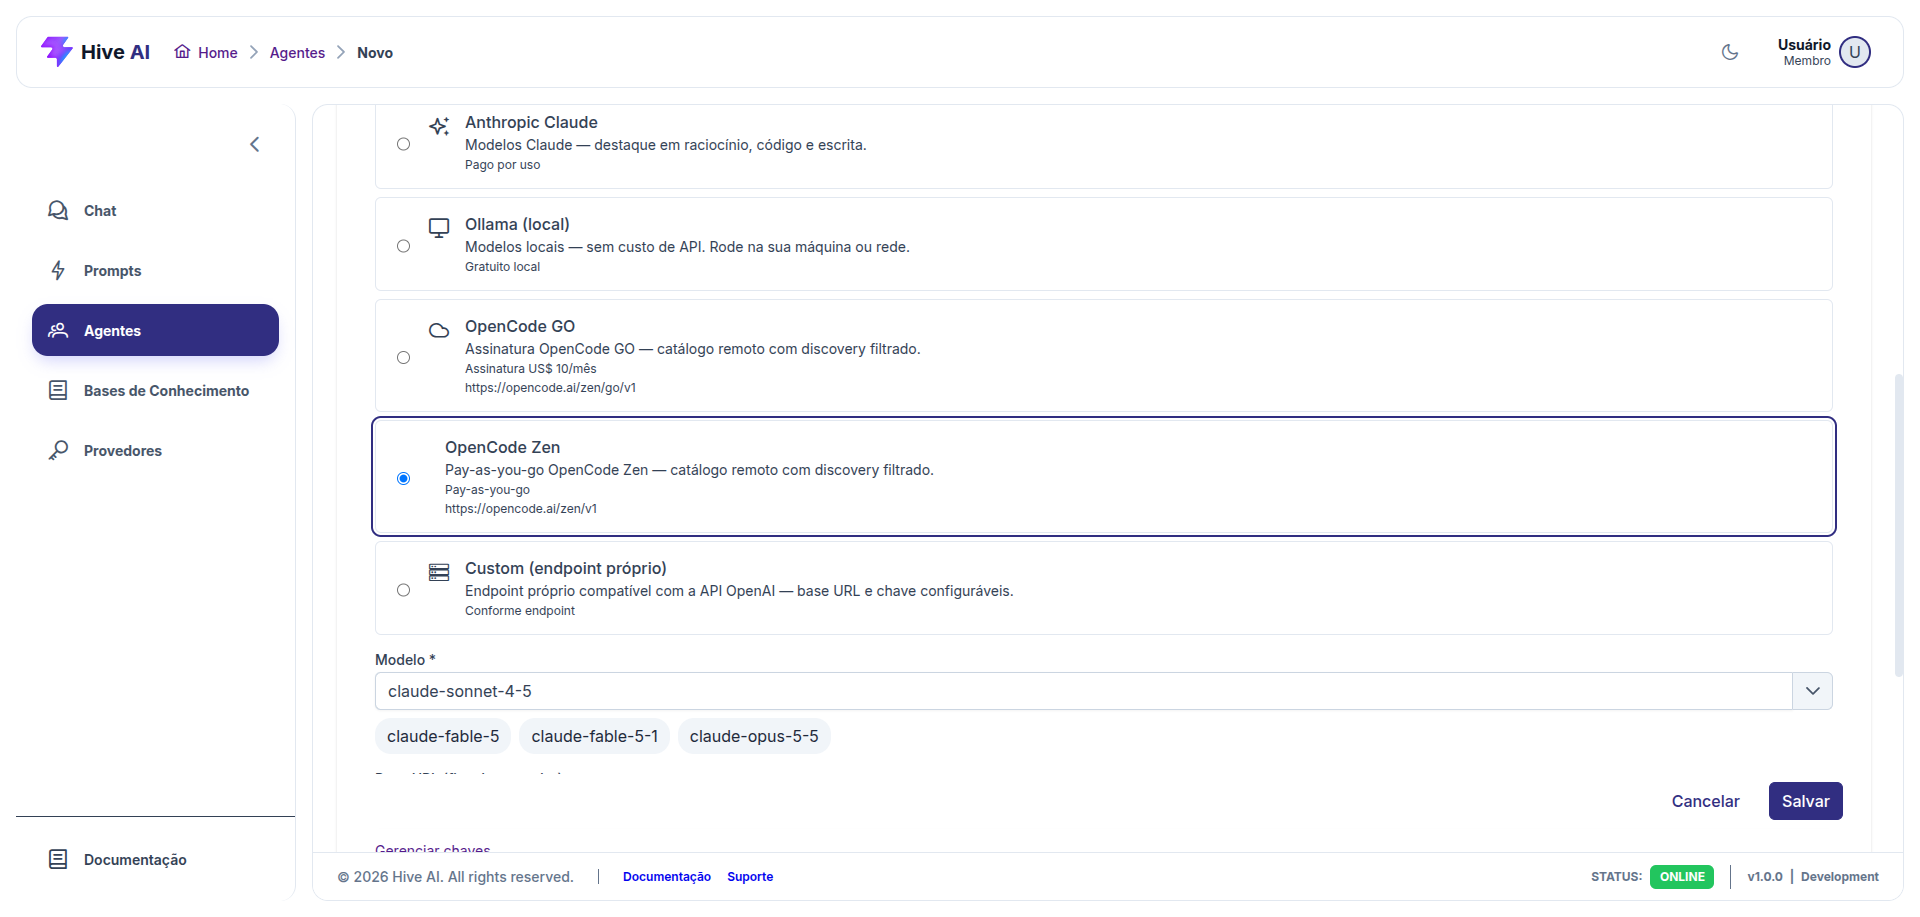 Hive AI
Home
Agentes
Novo
Usuário
Membro
U
Chat
Prompts
Agentes
Bases de Conhecimento
Provedores
Documentação
Anthropic Claude
Modelos Claude — destaque em raciocínio, código e escrita.
Pago por uso
Ollama (local)
Modelos locais — sem custo de API. Rode na sua máquina ou rede.
Gratuito local
OpenCode GO
Assinatura OpenCode GO — catálogo remoto com discovery filtrado.
Assinatura US$ 10/mês
https://opencode.ai/zen/go/v1
OpenCode Zen
Pay-as-you-go OpenCode Zen — catálogo remoto com discovery filtrado.
Pay-as-you-go
https://opencode.ai/zen/v1
Custom (endpoint próprio)
Endpoint próprio compatível com a API OpenAI — base URL e chave configuráveis.
Conforme endpoint
Modelo *
claude-sonnet-4-5
claude-fable-5
claude-fable-5-1
claude-opus-5-5
Cancelar
Salvar
Gerenciar chaves
© 2026 Hive AI. All rights reserved.
Documentação
Suporte
STATUS:
ONLINE
v1.0.0 | Development